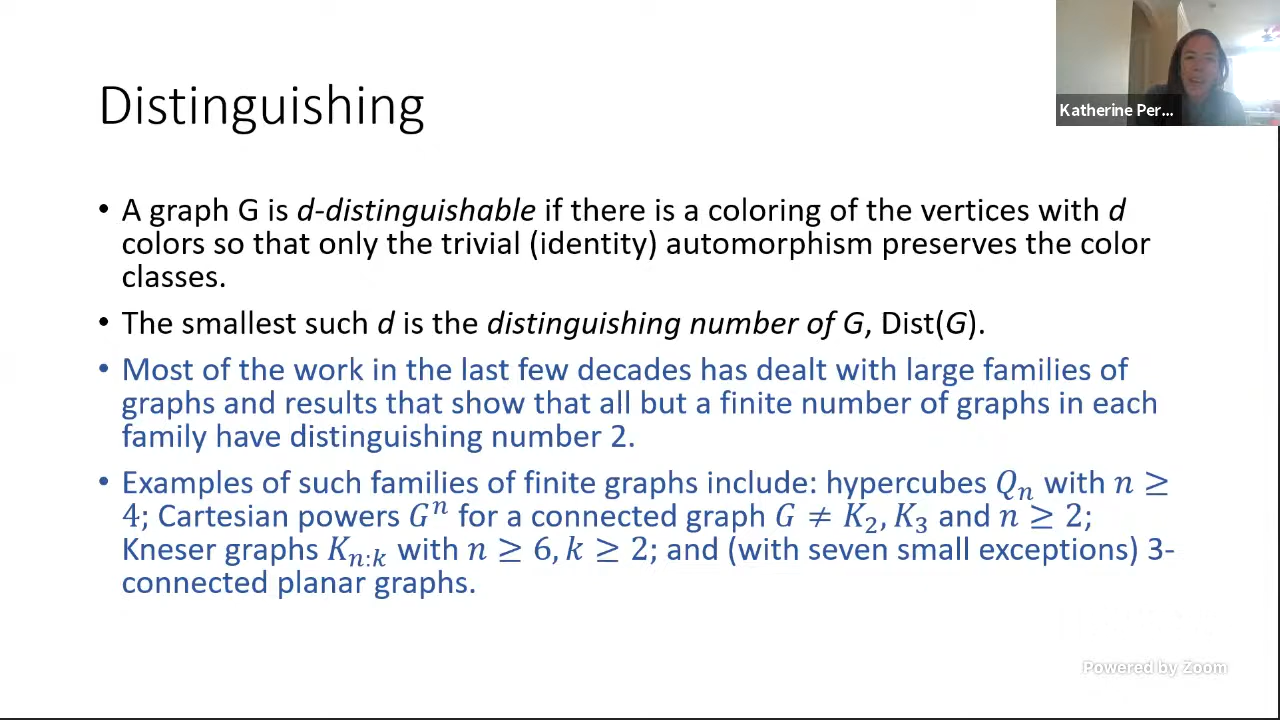 Distinguishing
Katherine Per...
• A graph G is d-distinguishable if there is a coloring of the vertices with d
colors so that only the trivial (identity) automorphism preserves the color
classes.
• The smallest such d is the distinguishing number of G, Dist(G).
• Most of the work in the last few decades has dealt with large families of
graphs and results that show that all but a finite number of graphs in each
family have distinguishing number 2.
• Examples of such families of finite graphs include: hypercubes Qₙ with n ≥
4; Cartesian powers Gⁿ for a connected graph G ≠ K₂, K₃ and n ≥ 2;
Kneser graphs Kₙ:ₖ with n ≥ 6, k ≥ 2; and (with seven small exceptions) 3-
connected planar graphs.
Powered by Zoom